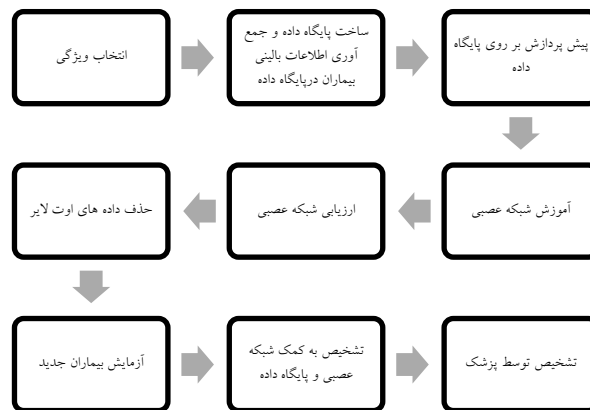 انتخاب ویژگی
ساخت پایگاه داده و جمع
آوری اطلاعات بالینی
بیماران درپایگاه داده
پیش پردازش بر روی پایگاه
داده
آموزش شبکه عصبی
ارزیابی شبکه عصبی
حذف داده های اوت لایر
آزمایش بیماران جدید
تشخیص به کمک شبکه
عصبی و پایگاه داده
تشخیص توسط پزشک